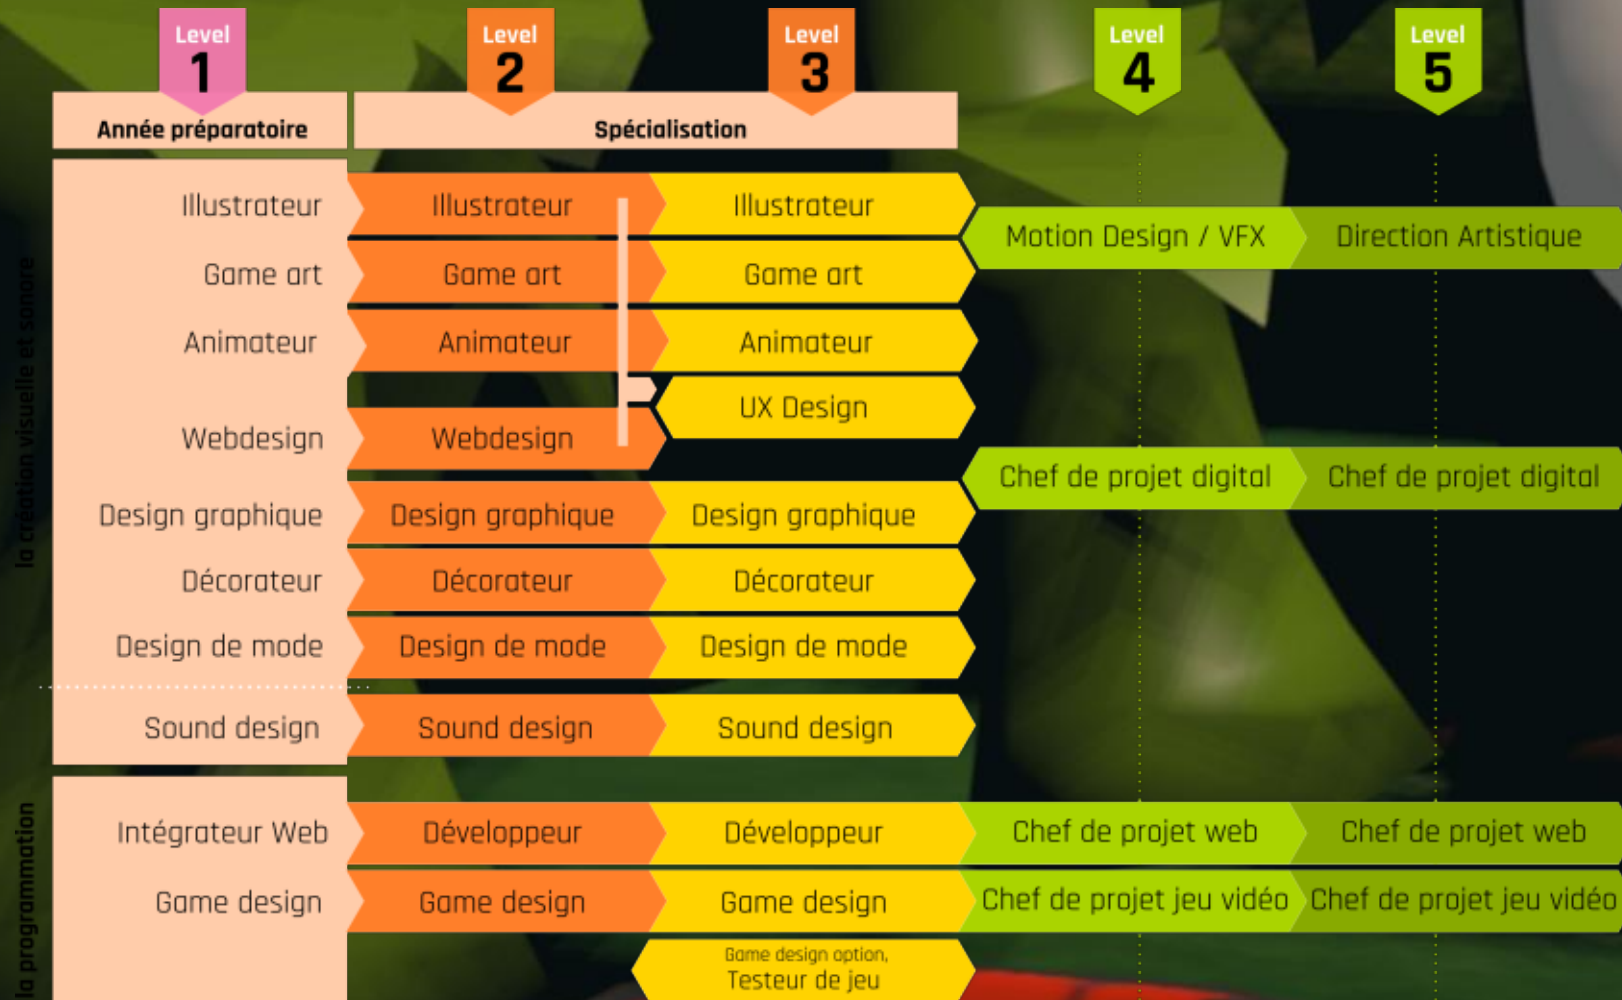 Level
1
Level
2
Level
3
Level
4
Level
5
Année préparatoire
Spécialisation
la création visuelle et sonore
Illustrateur
Illustrateur
Illustrateur
Motion Design / VFX
Direction Artistique
Game art
Game art
Game art
Animateur
Animateur
Animateur
UX Design
Webdesign
Webdesign
Chef de projet digital
Chef de projet digital
Design graphique
Design graphique
Design graphique
Décorateur
Décorateur
Décorateur
Design de mode
Design de mode
Design de mode
Sound design
Sound design
Sound design
la programmation
Intégrateur Web
Développeur
Développeur
Chef de projet web
Chef de projet web
Game design
Game design
Game design
Chef de projet jeu vidéo
Chef de projet jeu vidéo
Game design option,
Testeur de jeu